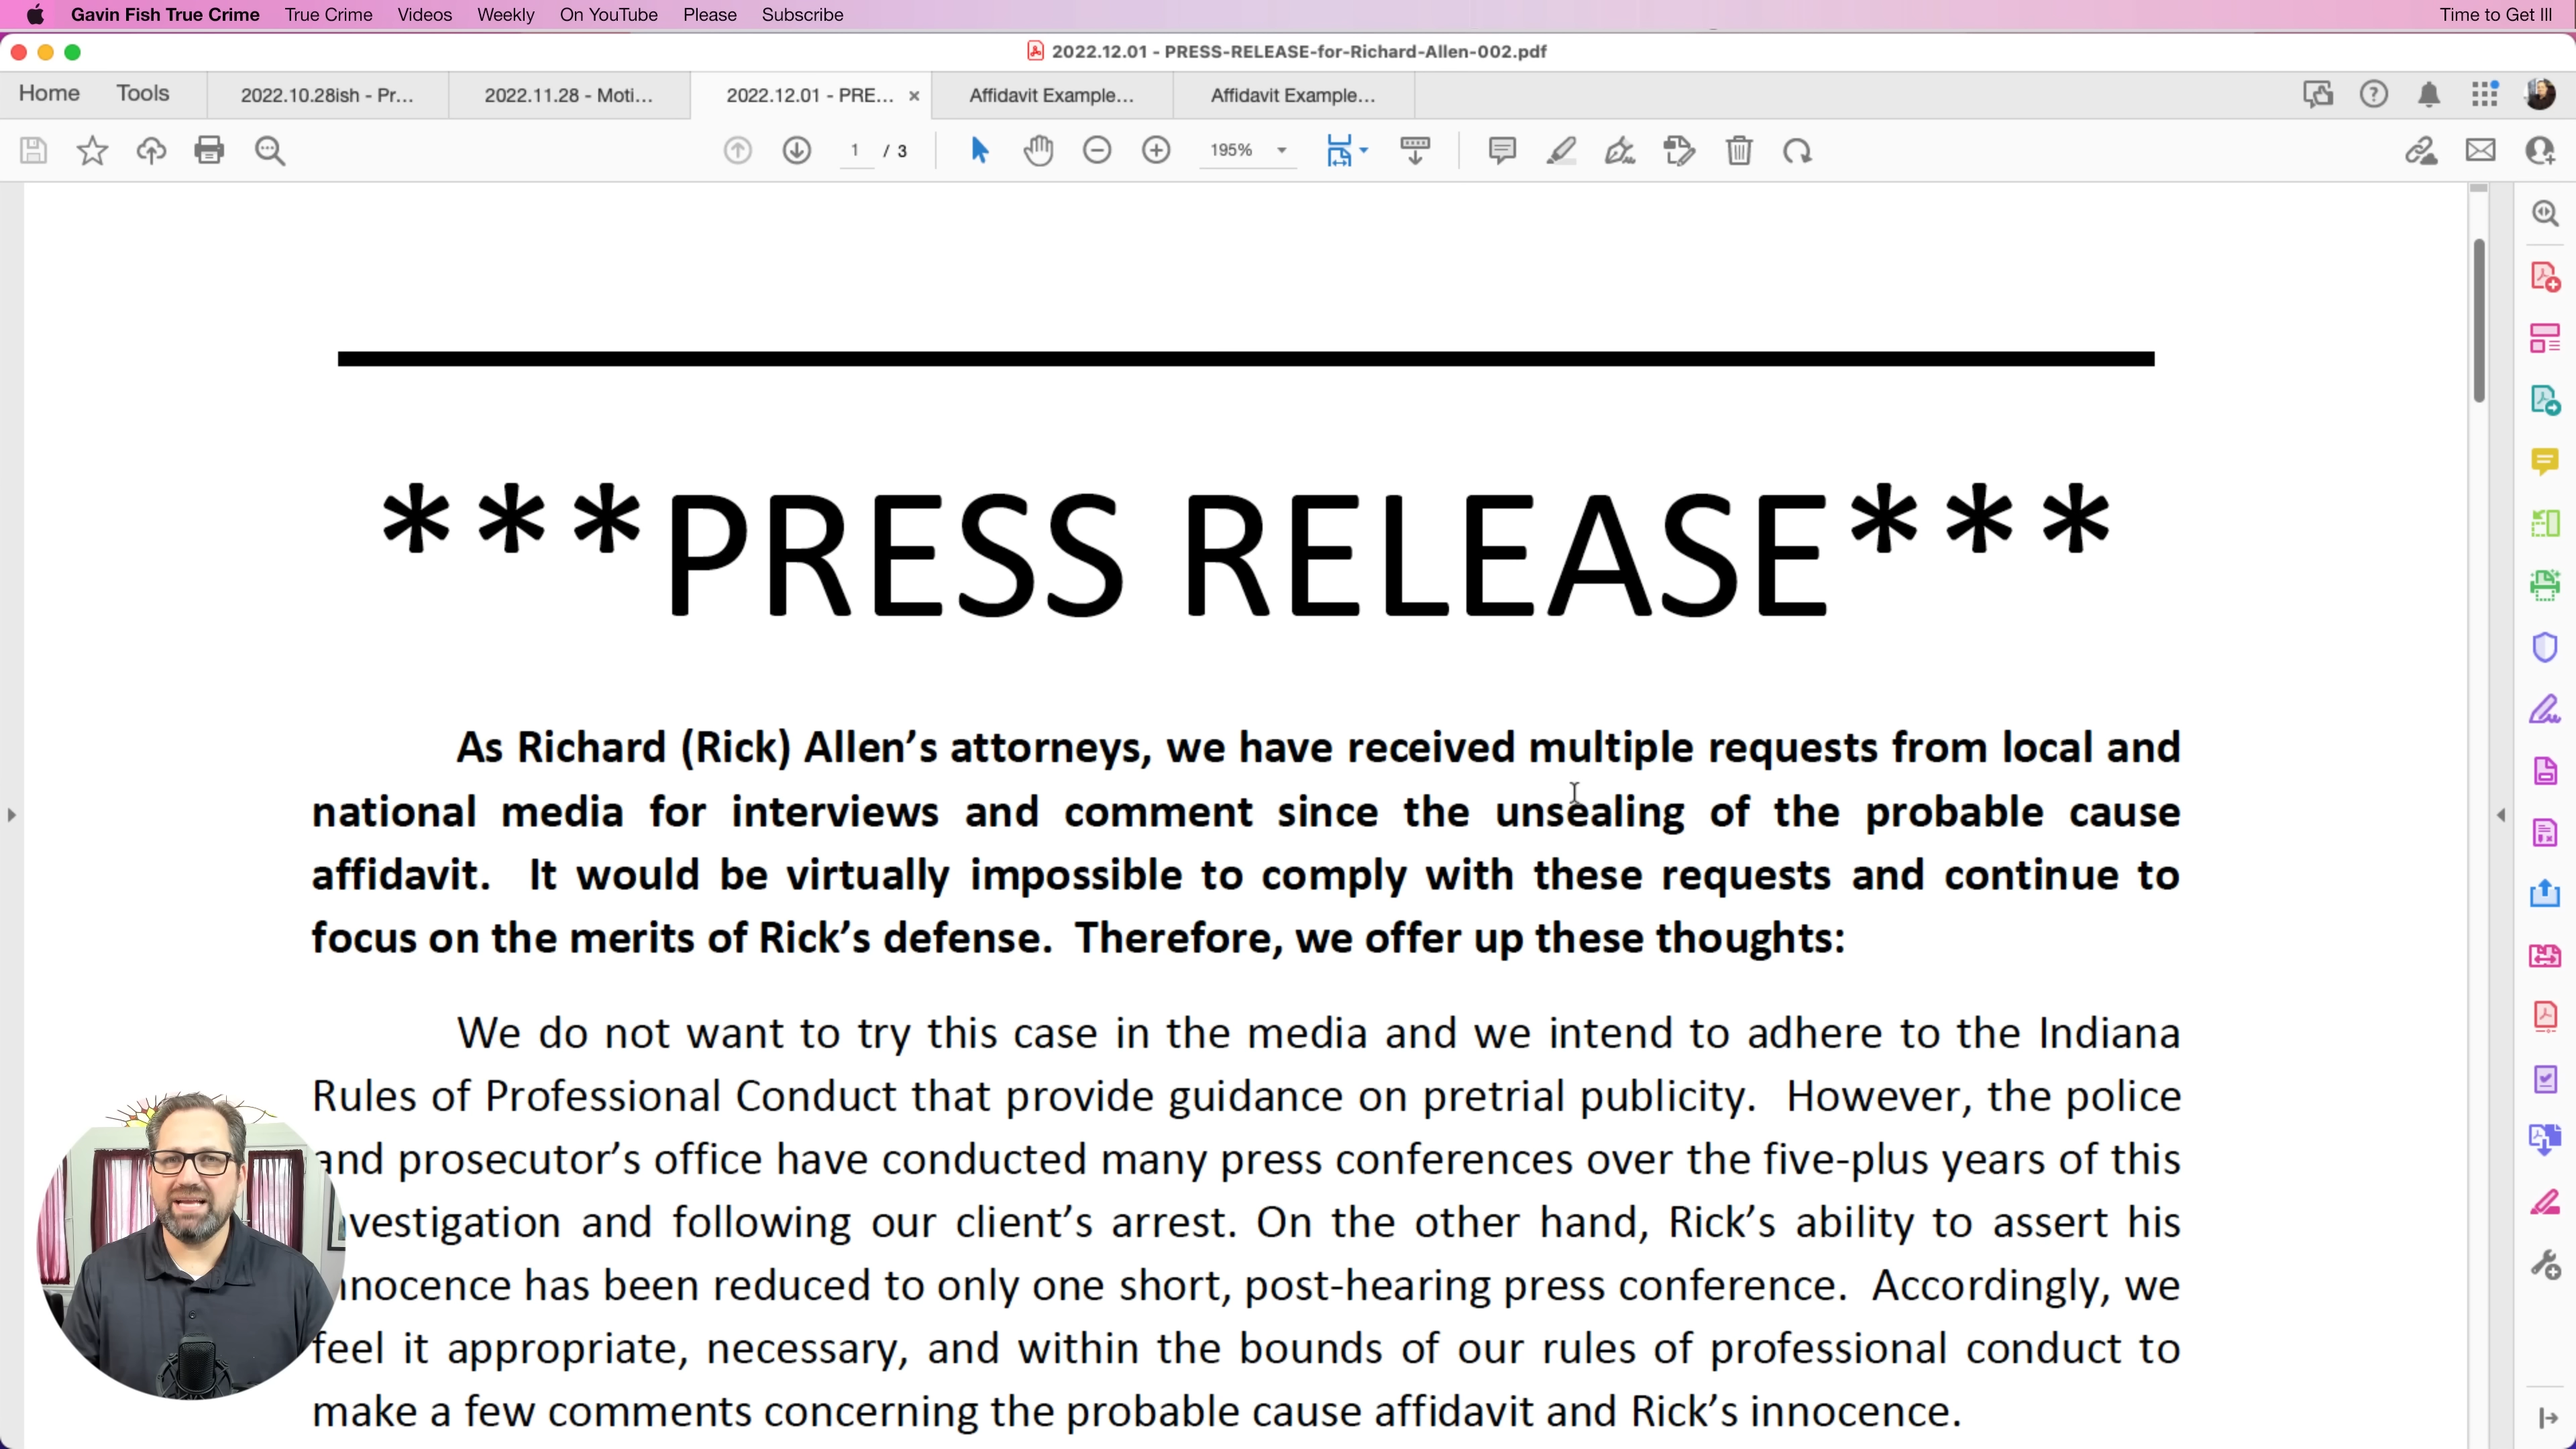 Gavin Fish True Crime True Crime Videos Weekly On YouTube Please Subscribe Time to Get Ill
2022.12.01 - PRESS-RELEASE-for-Richard-Allen-002.pdf
Home Tools 2022.10.28ish - Pr... 2022.11.28 - Moti... 2022.12.01 - PRE... × Affidavit Example... Affidavit Example...
1 / 3 195%
***PRESS RELEASE***
As Richard (Rick) Allen’s attorneys, we have received multiple requests from local and
national media for interviews and comment since the unsealing of the probable cause
affidavit. It would be virtually impossible to comply with these requests and continue to
focus on the merits of Rick’s defense. Therefore, we offer up these thoughts:
We do not want to try this case in the media and we intend to adhere to the Indiana
Rules of Professional Conduct that provide guidance on pretrial publicity. However, the police
and prosecutor’s office have conducted many press conferences over the five-plus years of this
nvestigation and following our client’s arrest. On the other hand, Rick’s ability to assert his
nnocence has been reduced to only one short, post-hearing press conference. Accordingly, we
feel it appropriate, necessary, and within the bounds of our rules of professional conduct to
make a few comments concerning the probable cause affidavit and Rick’s innocence.